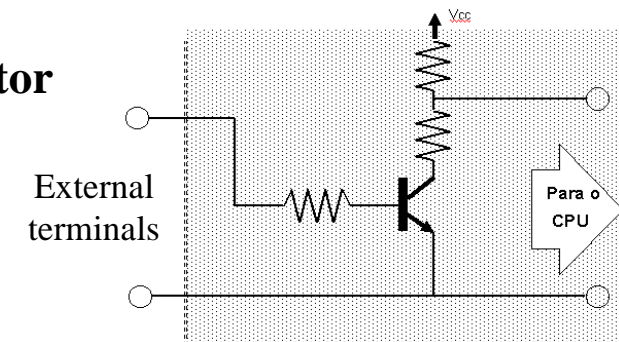 Vcc
tor
External
terminals
Para o
CPU